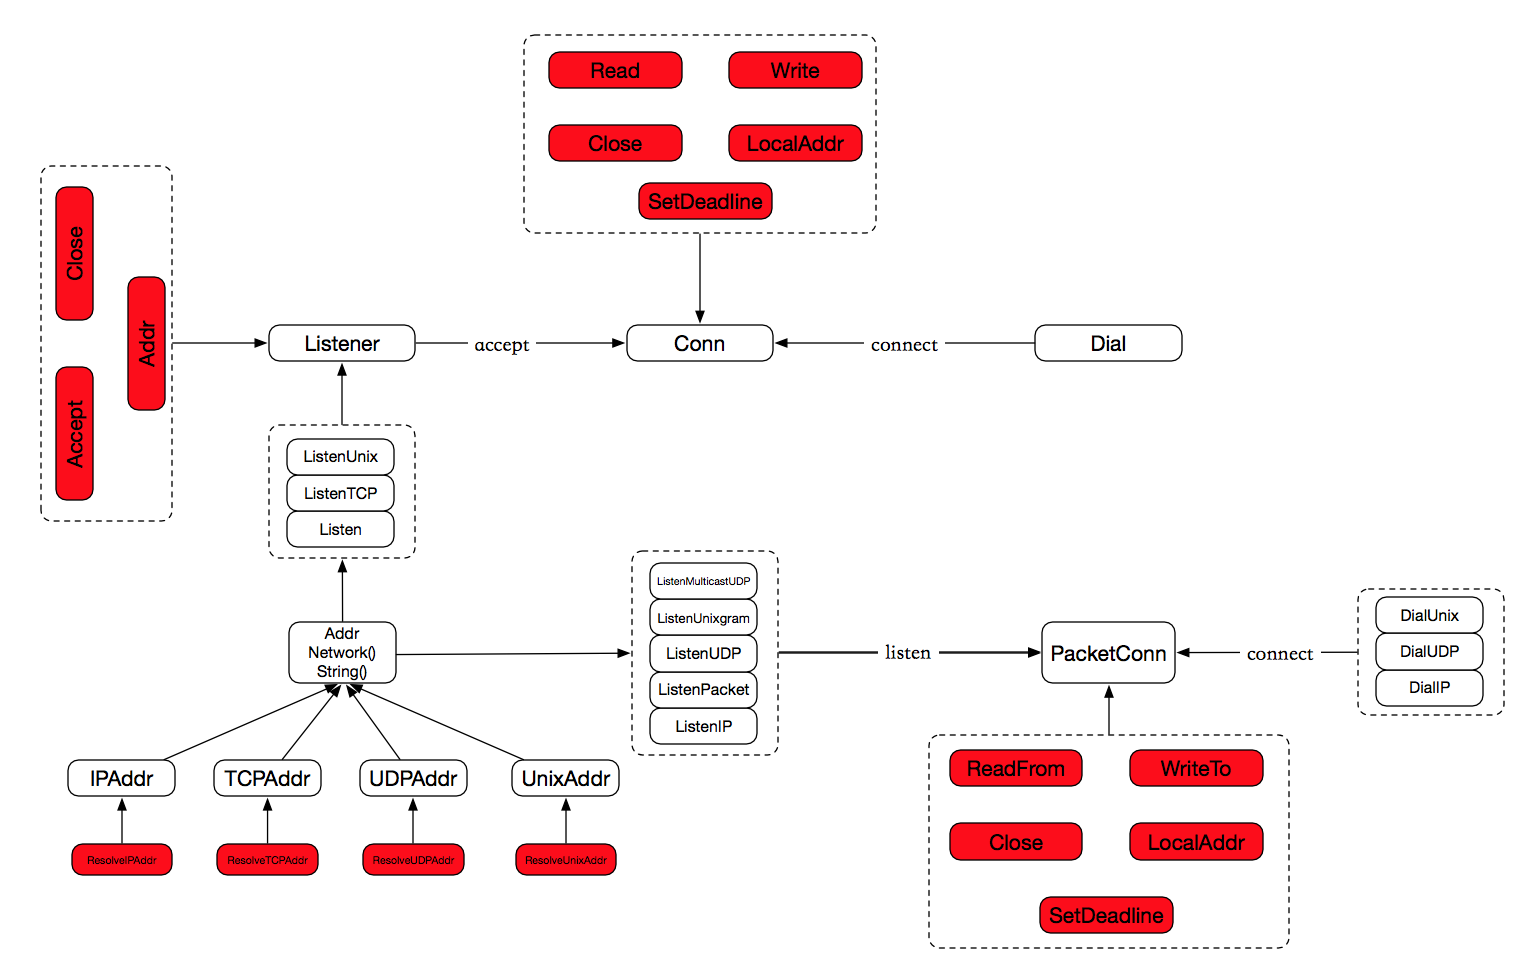 Read
Write
Close
LocalAddr
SetDeadline
Close
Addr
Accept
Listener
accept
Conn
connect
Dial
ListenUnix
ListenTCP
Listen
Addr
Network()
String()
ListenMulticastUDP
ListenUnixgram
ListenUDP
ListenPacket
ListenIP
listen
PacketConn
connect
DialUnix
DialUDP
DialIP
IPAddr
TCPAddr
UDPAddr
UnixAddr
ResolveIPAddr
ResolveTCPAddr
ResolveUDPAddr
ResolveUnixAddr
ReadFrom
WriteTo
Close
LocalAddr
SetDeadline